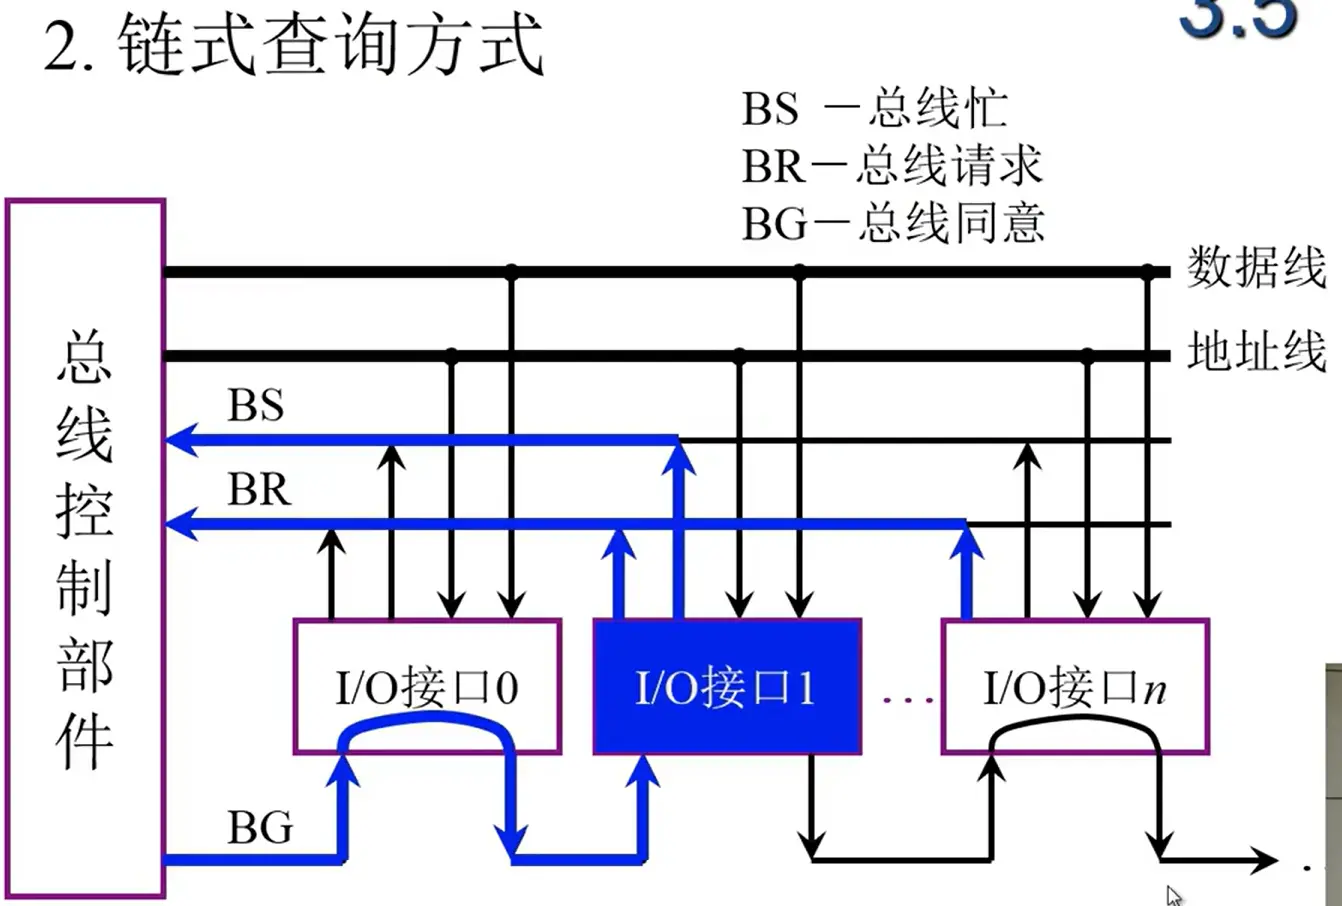 3.5
2. 链式查询方式
BS －总线忙
BR－总线请求
BG－总线同意
数据线
地址线
总线控制部件
BS
BR
I/O接口0
I/O接口1
…
I/O接口n
BG